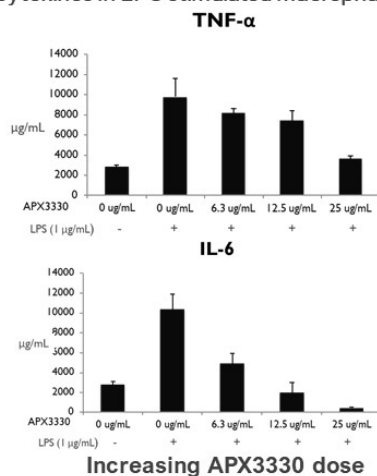 TNF-α
14000
12000
10000
8000
μg/mL
6000
4000
2000
0
APX3330 0 ug/mL 0 ug/mL 6.3 ug/mL 12.5 ug/mL 25 ug/mL
LPS (1 μg/mL) - + + + +
IL-6
14000
12000
10000
8000
μg/mL
6000
4000
2000
0
APX3330 0 ug/mL 0 ug/mL 6.3 ug/mL 12.5 ug/mL 25 ug/mL
LPS (1 μg/mL) - + + + +
Increasing APX3330 dose